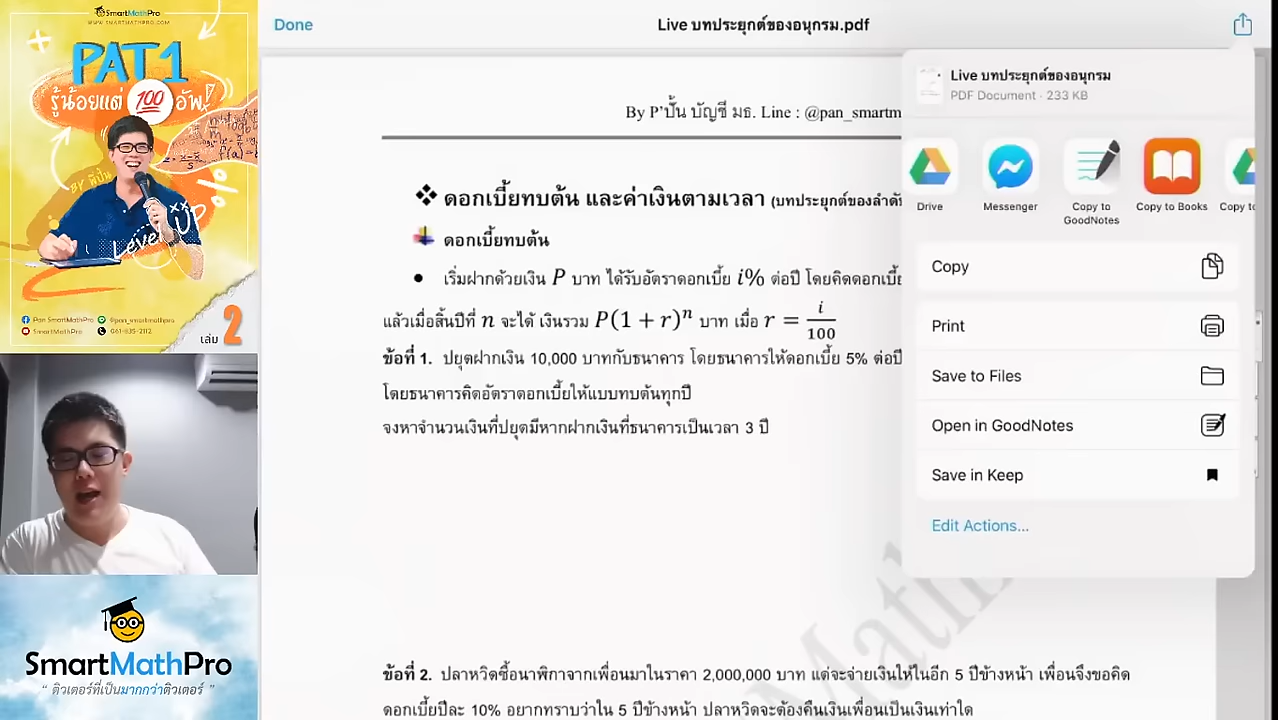 SmartMathPro
WWW.SMARTMATHPRO.COM
PAT1
รู้น้อยแต่ 100 อัพ!
BY พี่ปั้น
Level UP
Pan SmartMathPro @pan_smartmathpro
SmartMathPro 061-935-2112
เล่ม 2
SmartMathPro
“ ติวเตอร์ที่เป็นมากกว่าติวเตอร์ ”
Done
Live บทประยุกต์ของอนุกรม.pdf
By P’ปั้น บัญชี มธ. Line : @pan_smartm
❖ ดอกเบี้ยทบต้น และค่าเงินตามเวลา (บทประยุกต์ของลำดับ
ดอกเบี้ยทบต้น
• เริ่มฝากด้วยเงิน P บาท ได้รับอัตราดอกเบี้ย i% ต่อปี โดยคิดดอกเบี้ย
แล้วเมื่อสิ้นปีที่ n จะได้ เงินรวม P(1 + r)ⁿ บาท เมื่อ r = i/100
ข้อที่ 1. ปยุตฝากเงิน 10,000 บาทกับธนาคาร โดยธนาคารให้ดอกเบี้ย 5% ต่อปี
โดยธนาคารคิดอัตราดอกเบี้ยให้แบบทบต้นทุกปี
จงหาจำนวนเงินที่ปยุตมีหากฝากเงินที่ธนาคารเป็นเวลา 3 ปี
ข้อที่ 2. ปลาหวิดซื้อนาฬิกาจากเพื่อนมาในราคา 2,000,000 บาท แต่จะจ่ายเงินให้ในอีก 5 ปีข้างหน้า เพื่อนจึงขอคิด
ดอกเบี้ยปีละ 10% อยากทราบว่าใน 5 ปีข้างหน้า ปลาหวิดจะต้องคืนเงินเพื่อนเป็นเงินเท่าใด
Math
Live บทประยุกต์ของอนุกรม
PDF Document · 233 KB
Drive
Messenger
Copy to
GoodNotes
Copy to Books
Copy to
Copy
Print
Save to Files
Open in GoodNotes
Save in Keep
Edit Actions...